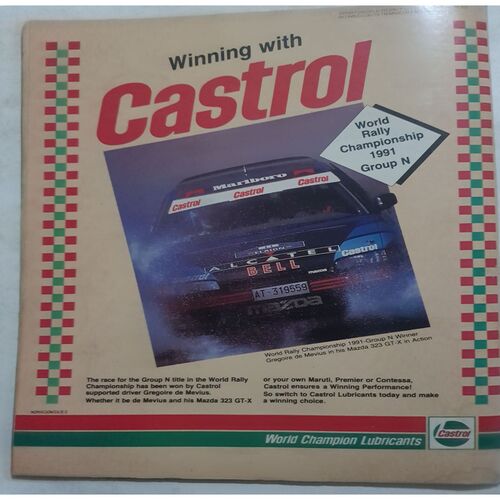 Winning with
Castrol
World
Rally
Championship
1991
Group N
Marlboro
Castrol Castrol Castrol
Castrol
ALCATEL
BELL
mazda
AT-319559
mazda
World Rally Championship 1991-Group N Winner
Gregoire de Mevius in his Mazda 323 GT-X in Action
The race for the Group N title in the World Rally
Championship has been won by Castrol
supported driver Gregoire de Mevius.
Whether it be de Mevius and his Mazda 323 GT-X
or your own Maruti, Premier or Contessa,
Castrol ensures a Winning Performance!
So switch to Castrol Lubricants today and make
a winning choice.
World Champion Lubricants
Castrol